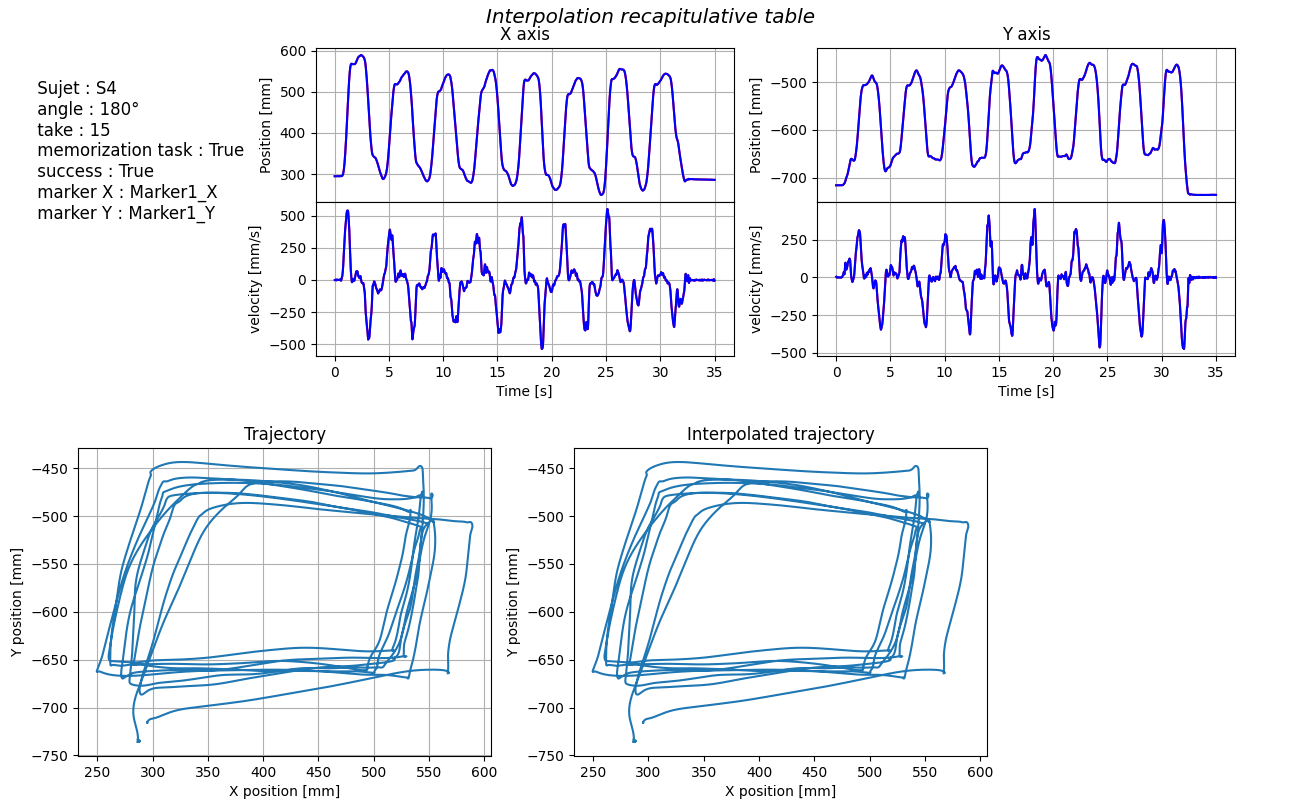 Interpolation recapitulative table
Sujet : S4
angle : 180°
take : 15
memorization task : True
success : True
marker X : Marker1_X
marker Y : Marker1_Y
X axis
Position [mm]
600
500
400
300
velocity [mm/s]
500
250
0
−250
−500
0 5 10 15 20 25 30 35
Time [s]
Y axis
Position [mm]
−500
−600
−700
velocity [mm/s]
250
0
−250
−500
0 5 10 15 20 25 30 35
Time [s]
Trajectory
Y position [mm]
−450
−500
−550
−600
−650
−700
−750
250 300 350 400 450 500 550 600
X position [mm]
Interpolated trajectory
Y position [mm]
−450
−500
−550
−600
−650
−700
−750
250 300 350 400 450 500 550 600
X position [mm]